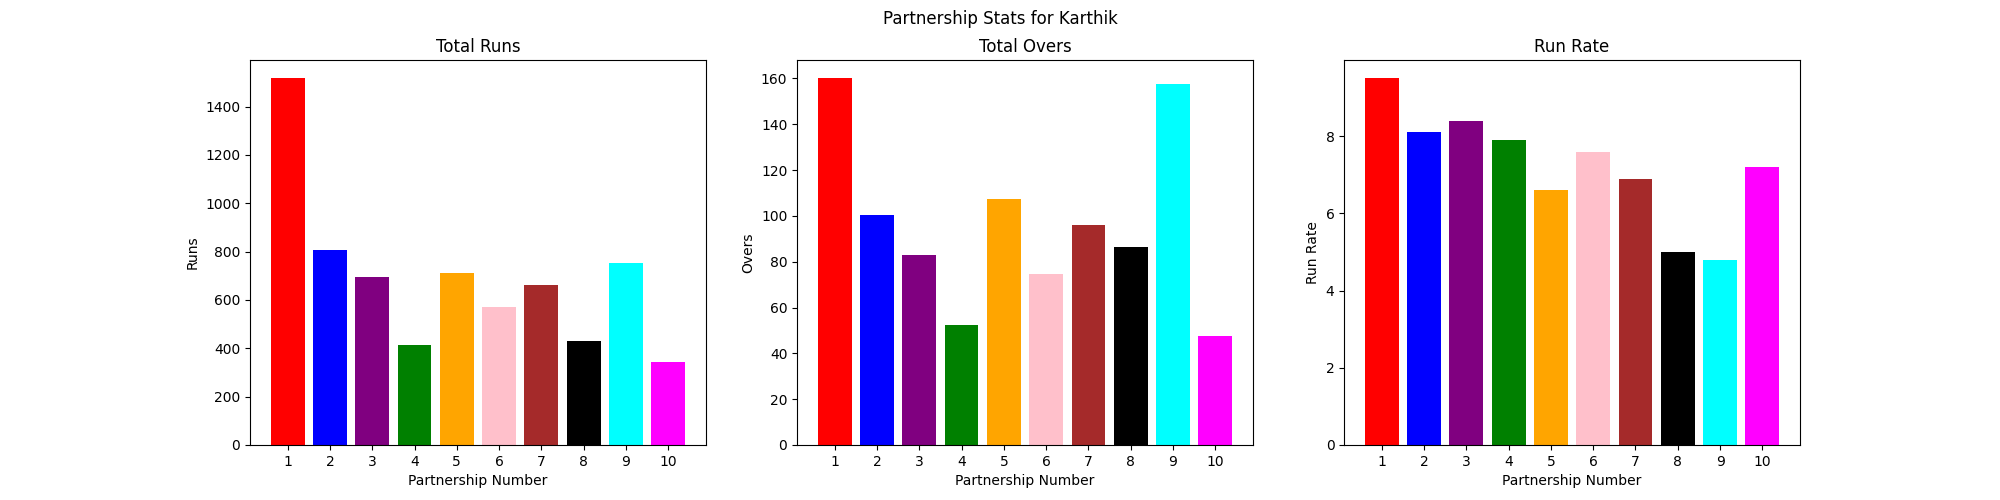 Partnership Stats for Karthik
Total Runs
Runs
1400
1200
1000
800
600
400
200
0
1 2 3 4 5 6 7 8 9 10
Partnership Number
Total Overs
Overs
160
140
120
100
80
60
40
20
0
1 2 3 4 5 6 7 8 9 10
Partnership Number
Run Rate
Run Rate
8
6
4
2
0
1 2 3 4 5 6 7 8 9 10
Partnership Number